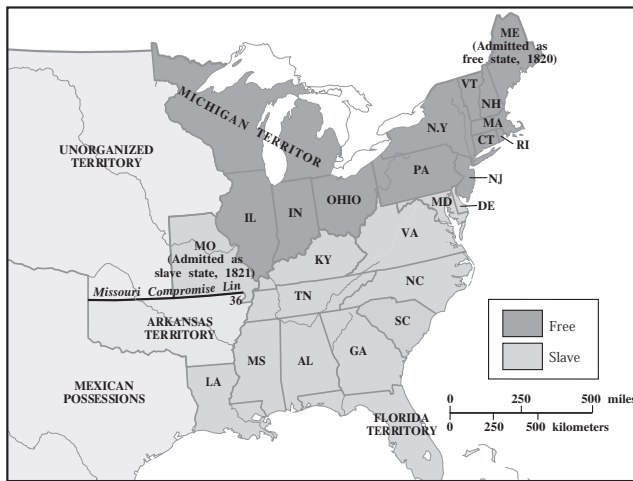 ME
(Admitted as
free state, 1820)
VT
NH
MICHIGAN TERRITOR
N.Y
MA
CT
RI
UNORGANIZED
TERRITORY
PA
NJ
OHIO
IL
IN
MD
DE
MO
(Admitted as
slave state, 1821)
VA
KY
Missouri Compromise Lin
36
NC
TN
ARKANSAS
TERRITORY
SC
Free
Slave
MS
AL
GA
LA
MEXICAN
POSSESSIONS
FLORIDA
TERRITORY
0 250 500 miles
0 250 500 kilometers